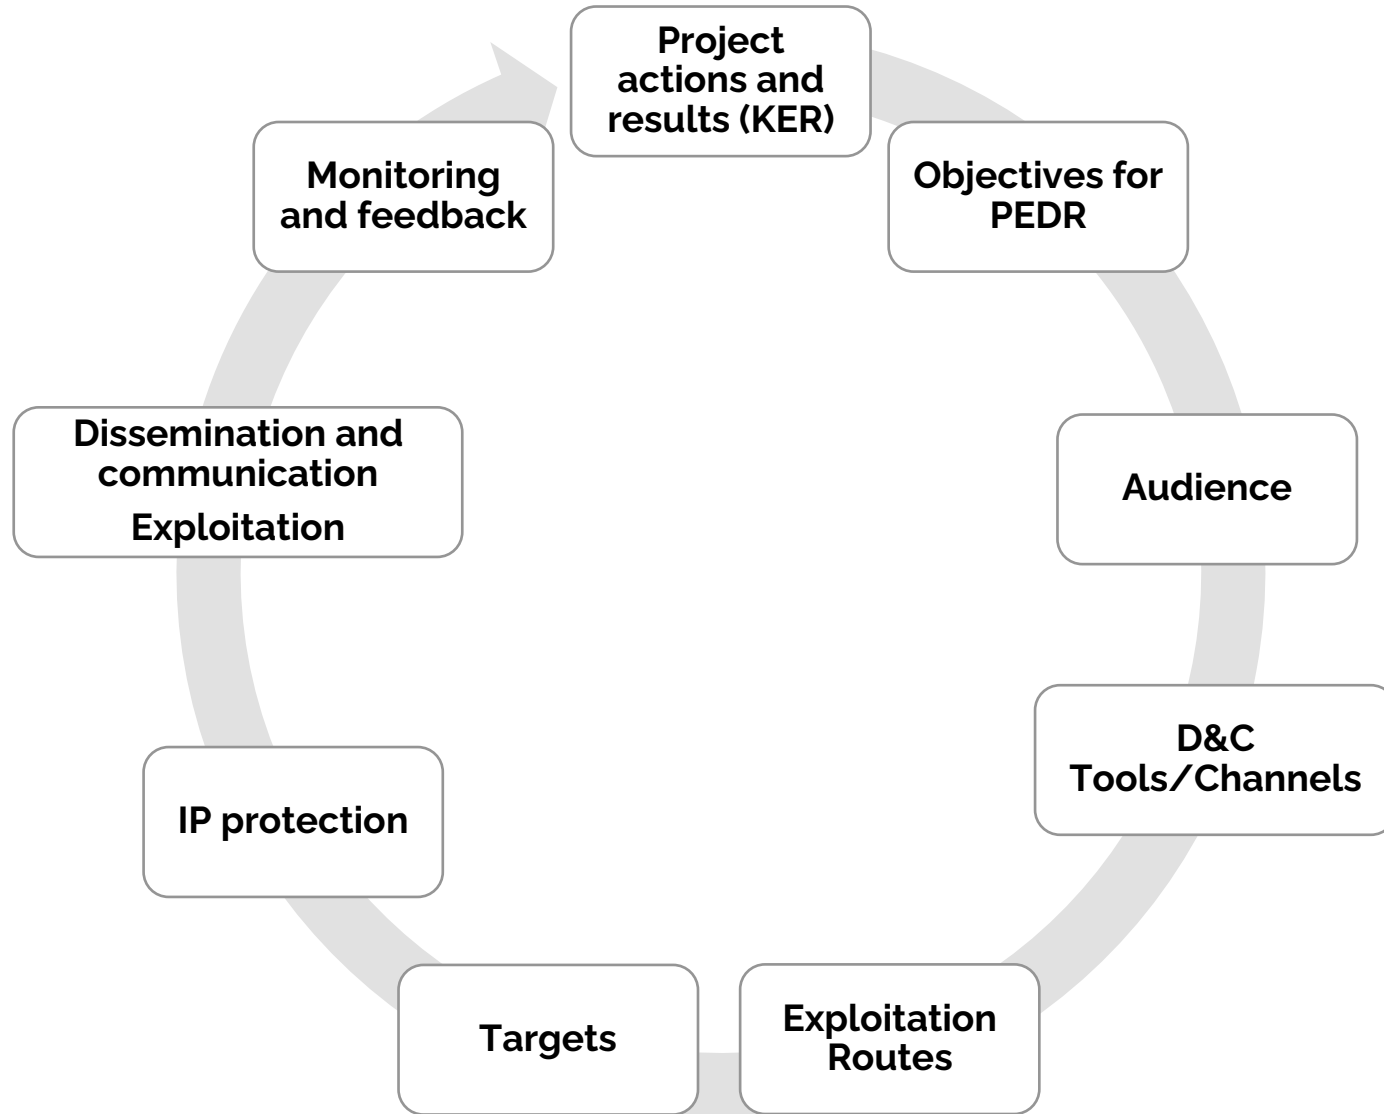 Project
actions and
results (KER)
Objectives for
PEDR
Audience
D&C
Tools/Channels
Exploitation
Routes
Targets
IP protection
Dissemination and
communication
Exploitation
Monitoring
and feedback